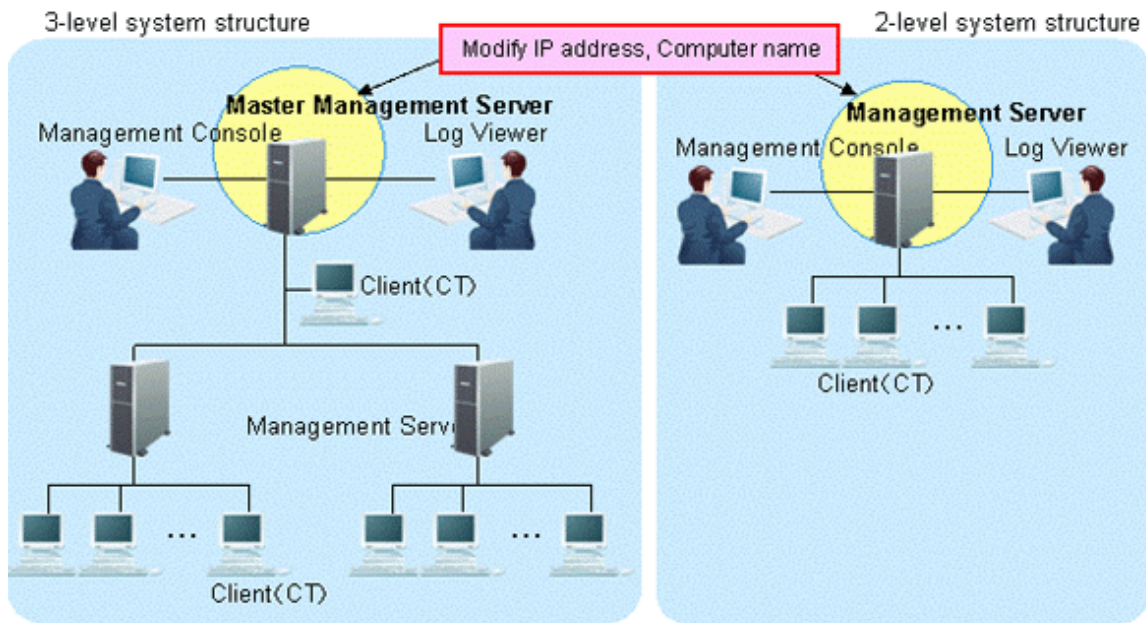 3-level system structure
2-level system structure
Modify IP address, Computer name
Master Management Server
Management Console
Log Viewer
Client(CT)
Management Serv
Client(CT)
Management Server
Management Console
Log Viewer
Client(CT)
...
...
...